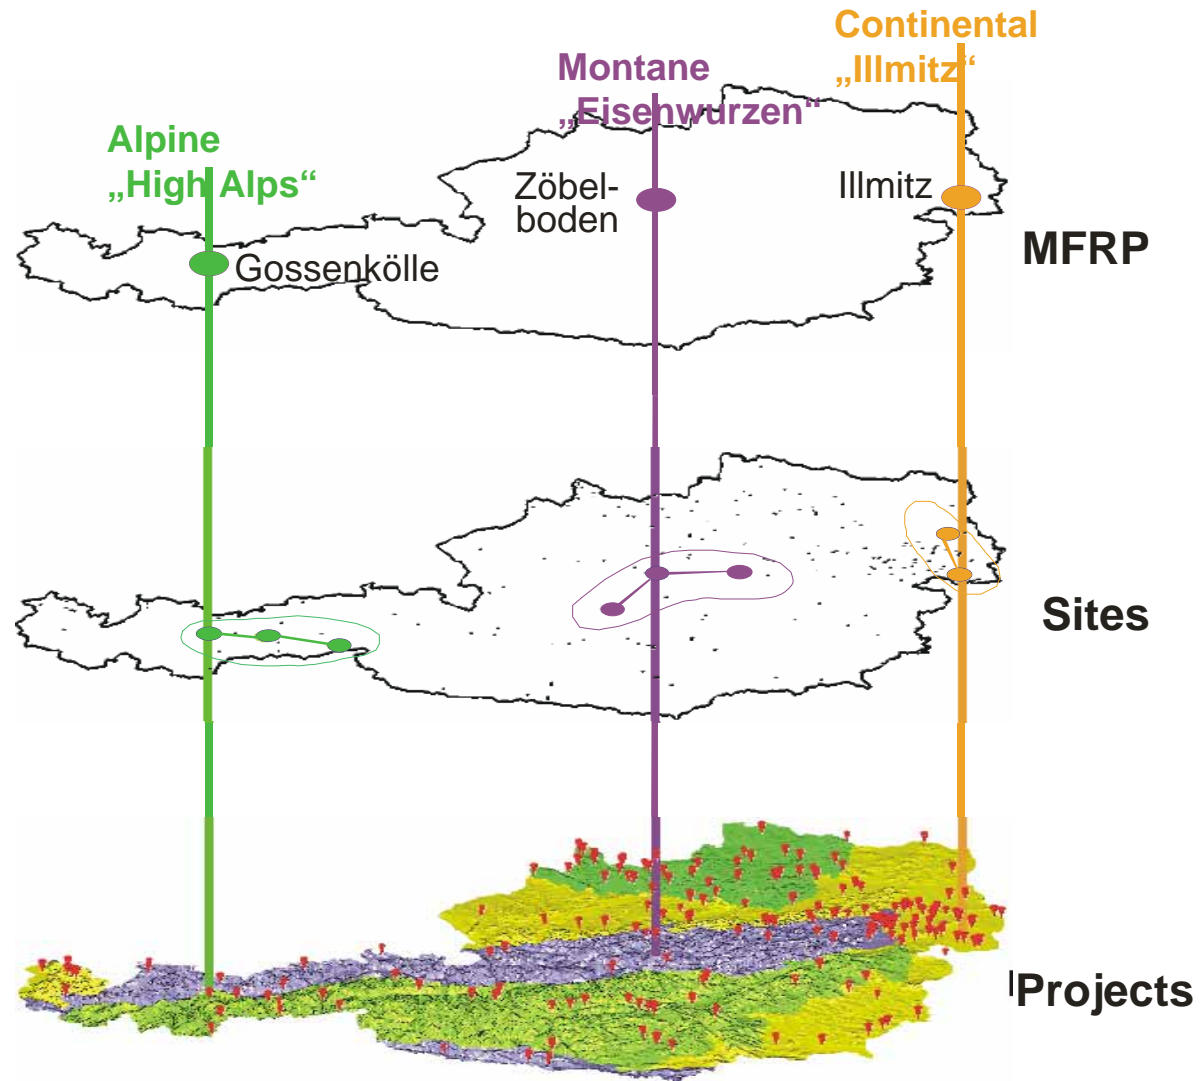 Continental
„Illmitz“
Montane
„Eisenwurzen“
Alpine
„High Alps“
Zöbel-
boden
Illmitz
MFRP
Gossenkölle
Sites
Projects